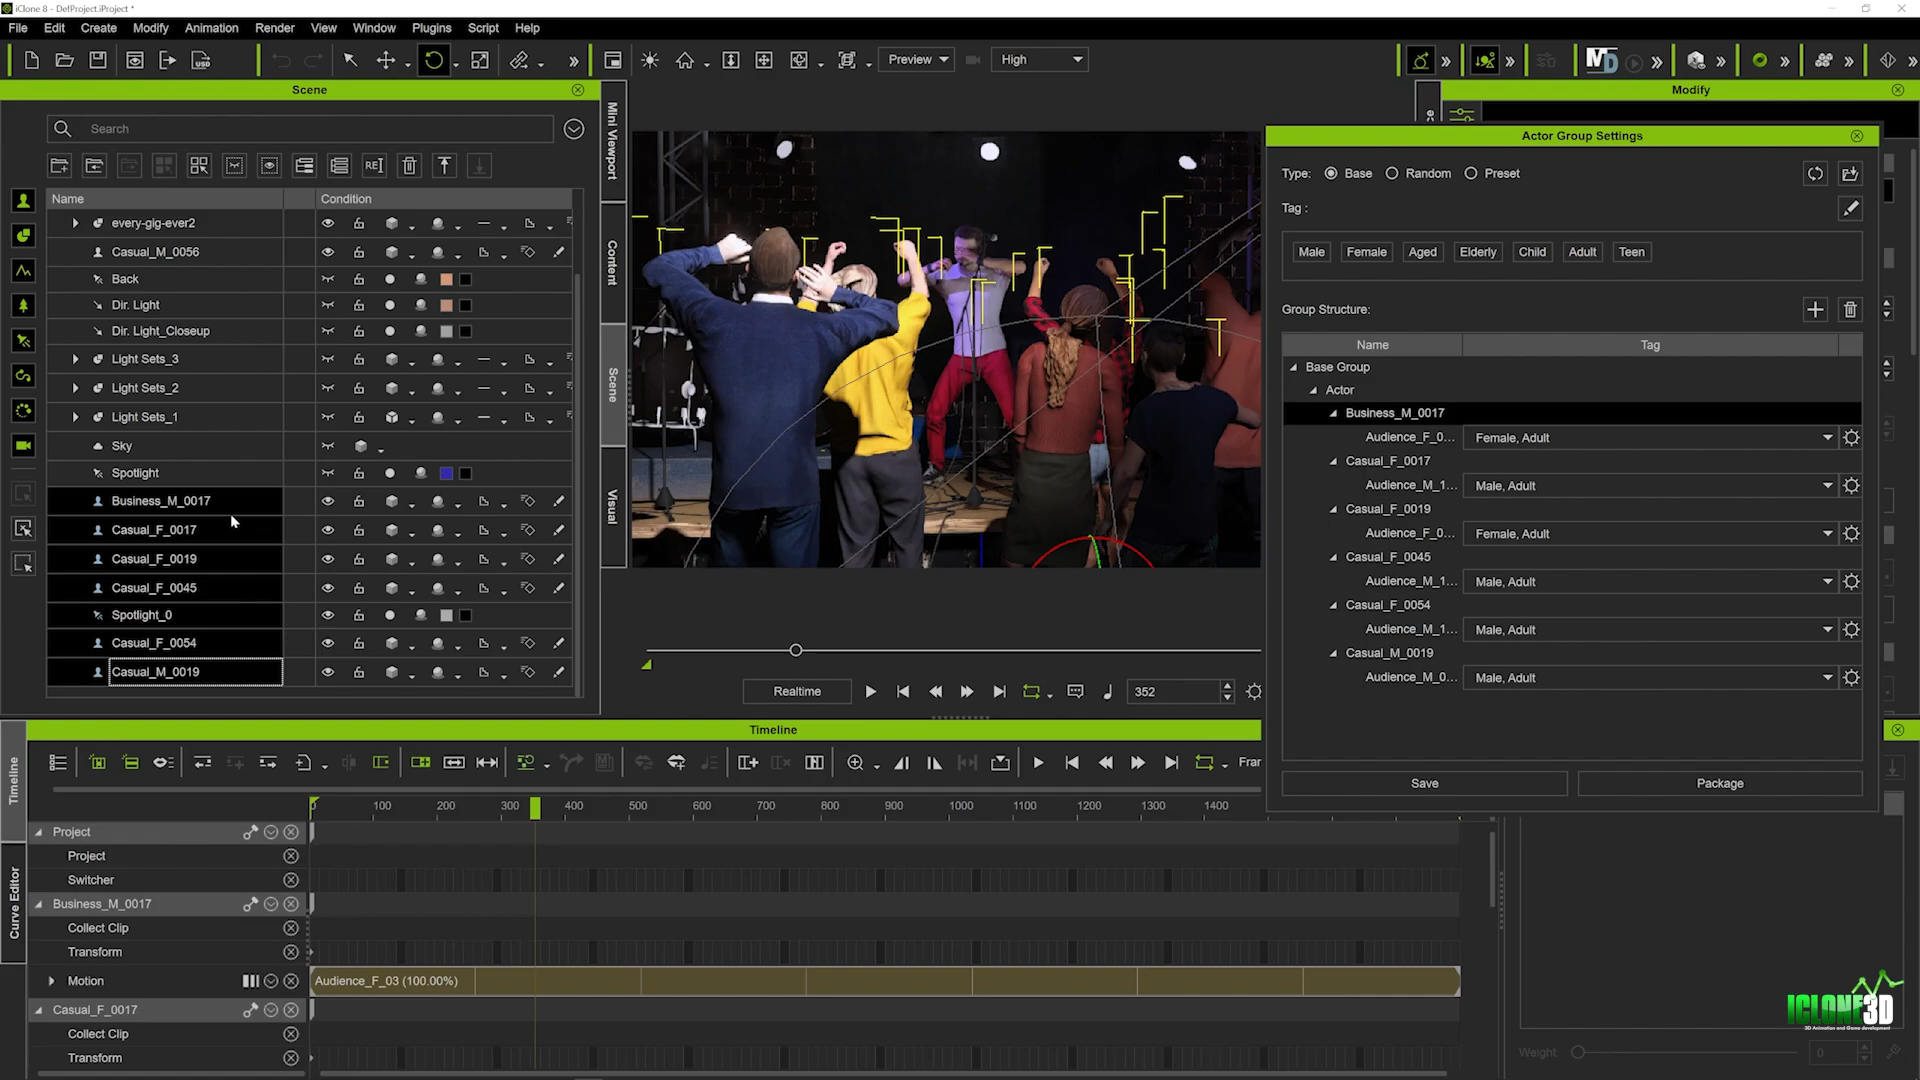 iClone 8 - DefProject.iProject *
File Edit Create Modify Animation Render View Window Plugins Script Help
Preview High
Scene
Search
Name Condition
every-gig-ever2
Casual_M_0056
Back
Dir. Light
Dir. Light_Closeup
Light Sets_3
Light Sets_2
Light Sets_1
Sky
Spotlight
Business_M_0017
Casual_F_0017
Casual_F_0019
Casual_F_0045
Spotlight_0
Casual_F_0054
Casual_M_0019
Mini Viewport
Content
Scene
Visual
Realtime 352
Modify
Actor Group Settings
Type: Base Random Preset
Tag :
Male Female Aged Elderly Child Adult Teen
Group Structure:
Name Tag
Base Group
Actor
Business_M_0017
Audience_F_0... Female, Adult
Casual_F_0017
Audience_M_1... Male, Adult
Casual_F_0019
Audience_F_0... Female, Adult
Casual_F_0045
Audience_M_1... Male, Adult
Casual_F_0054
Audience_M_1... Male, Adult
Casual_M_0019
Audience_M_0... Male, Adult
Save Package
Timeline
Timeline
Curve Editor
Fran
0 100 200 300 400 500 600 700 800 900 1000 1100 1200 1300 1400
Project
Project
Switcher
Business_M_0017
Collect Clip
Transform
Motion Audience_F_03 (100.00%)
Casual_F_0017
Collect Clip
Transform
ICLONE3D
3D Animation and Game development
Weight: 0